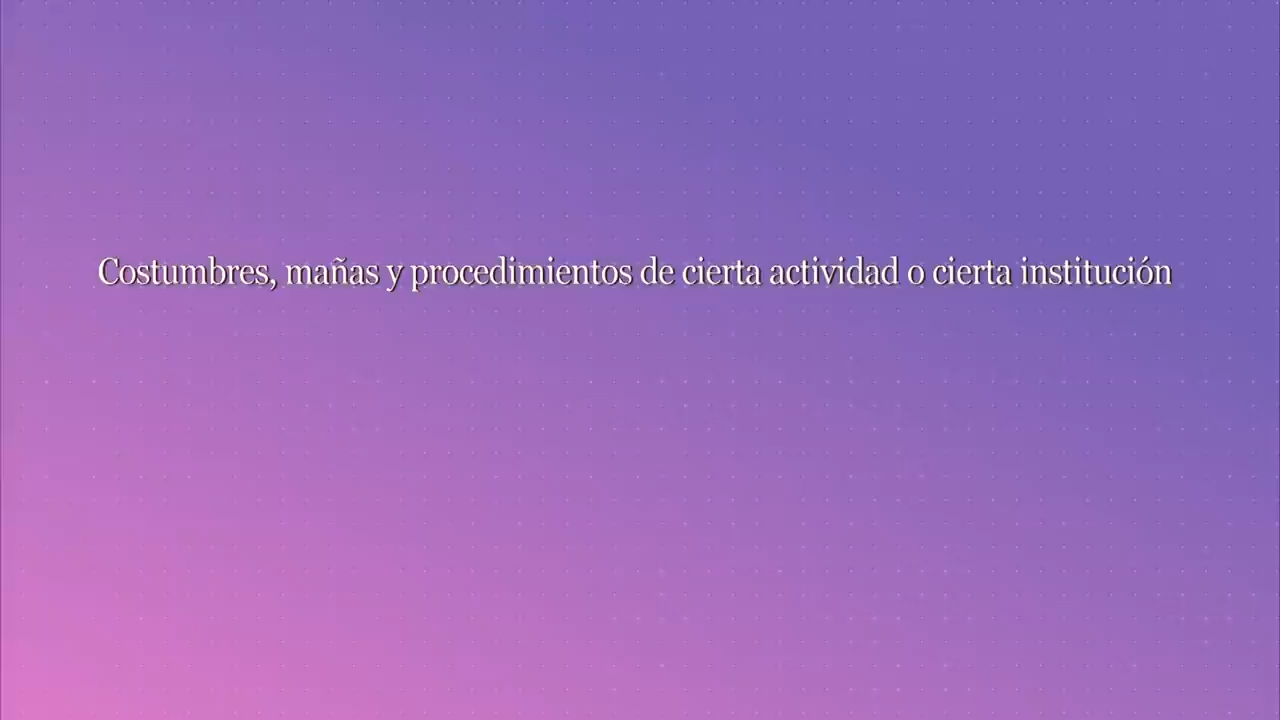 Costumbres, mañas y procedimientos de cierta actividad o cierta institución